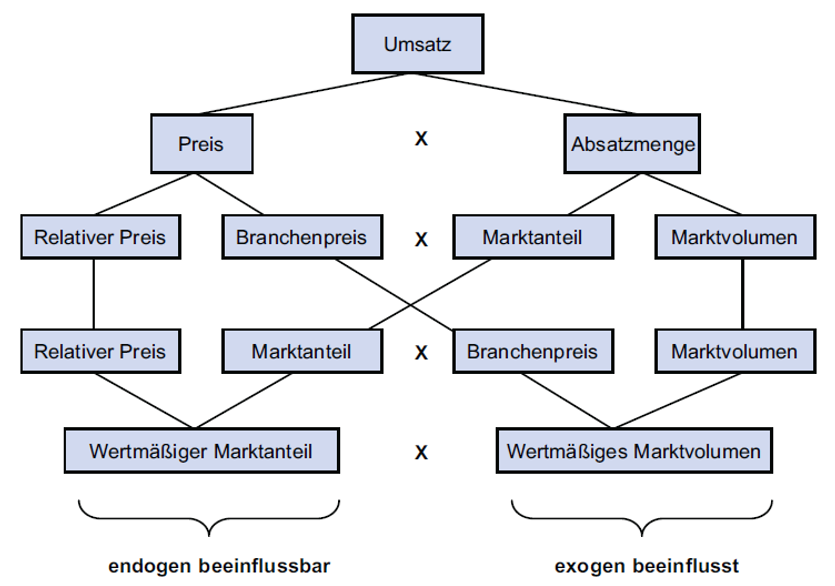 Umsatz
Preis X Absatzmenge
Relativer Preis Branchenpreis X Marktanteil Marktvolumen
Relativer Preis Marktanteil X Branchenpreis Marktvolumen
Wertmäßiger Marktanteil X Wertmäßiges Marktvolumen
endogen beeinflussbar exogen beeinflusst